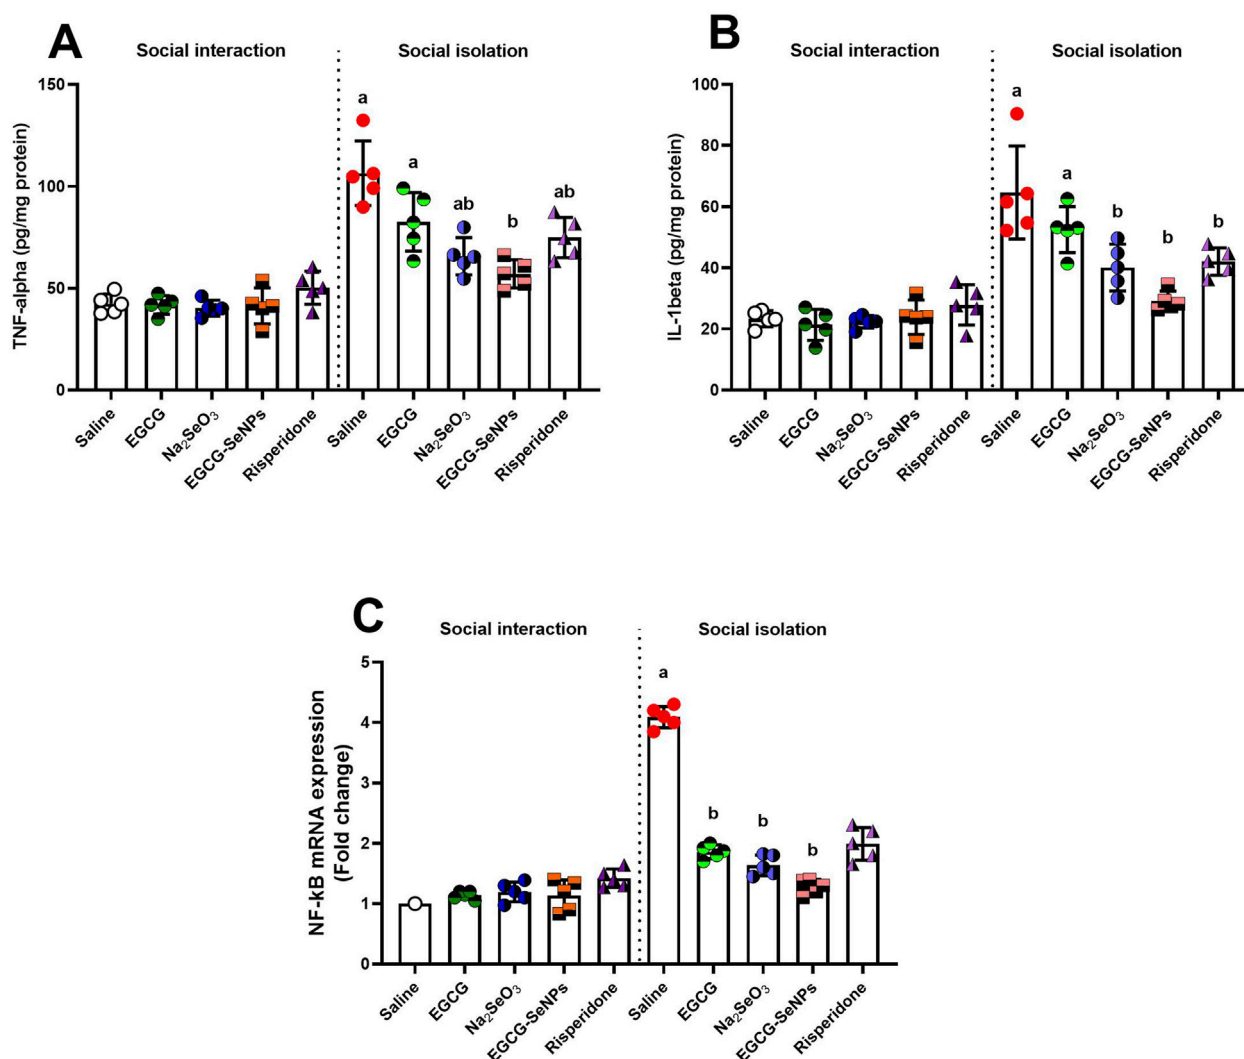 A
Social interaction
Social isolation
TNF-alpha (pg/mg protein)
150
100
50
0
a
a
ab
b
ab
Saline
EGCG
Na₂SeO₃
EGCG-SeNPs
Risperidone
Saline
EGCG
Na₂SeO₃
EGCG-SeNPs
Risperidone
B
Social interaction
Social isolation
IL-1beta (pg/mg protein)
100
80
60
40
20
0
a
a
b
b
b
Saline
EGCG
Na₂SeO₃
EGCG-SeNPs
Risperidone
Saline
EGCG
Na₂SeO₃
EGCG-SeNPs
Risperidone
C
Social interaction
Social isolation
NF-kB mRNA expression
(Fold change)
5
4
3
2
1
0
a
b
b
b
Saline
EGCG
Na₂SeO₃
EGCG-SeNPs
Risperidone
Saline
EGCG
Na₂SeO₃
EGCG-SeNPs
Risperidone